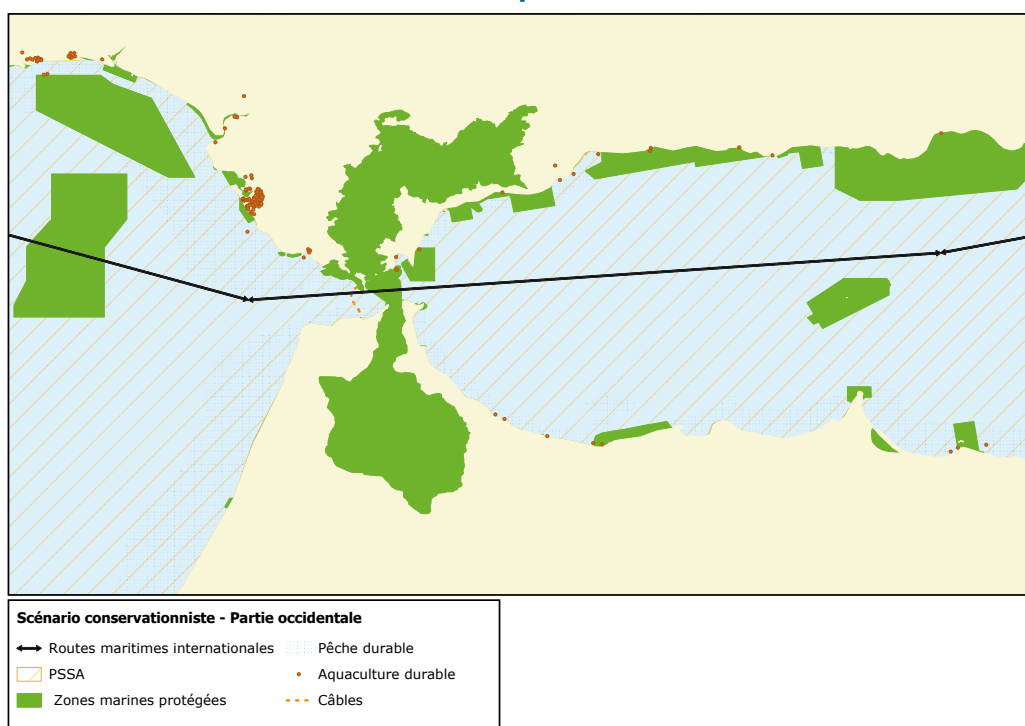 Scénario conservationniste - Partie occidentale
Routes maritimes internationales
Pêche durable
PSSA
Aquaculture durable
Zones marines protégées
Câbles